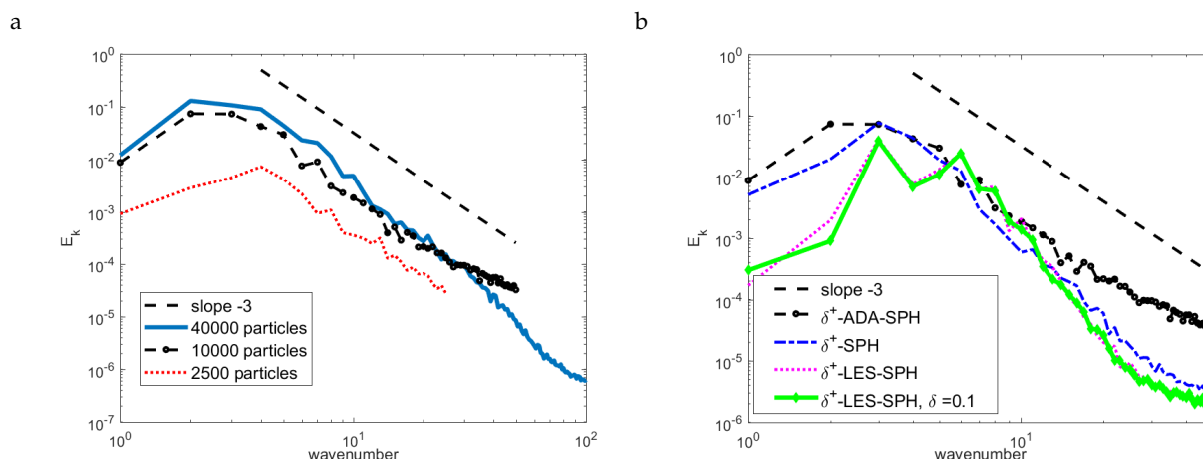 a
10^0
10^-1
10^-2
10^-3
10^-4
10^-5
10^-6
10^-7
E_k
slope -3
40000 particles
10000 particles
2500 particles
10^0
10^1
10^2
wavenumber
b
10^0
10^-1
10^-2
10^-3
10^-4
10^-5
10^-6
E_k
slope -3
δ^+-ADA-SPH
δ^+-SPH
δ^+-LES-SPH
δ^+-LES-SPH, δ =0.1
10^0
10^1
wavenumber